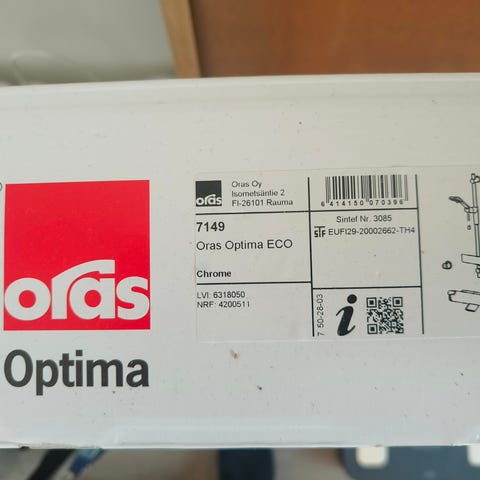 oras
Optima
oras
Oras Oy
Isometsäntie 2
FI-26101 Rauma
7149
Oras Optima ECO
Chrome
LVI: 6318050
NRF: 4200511
6 414150 070396
Sintef Nr. 3085
STF EUFI29-20002662-TH4
7 50-28-03
i